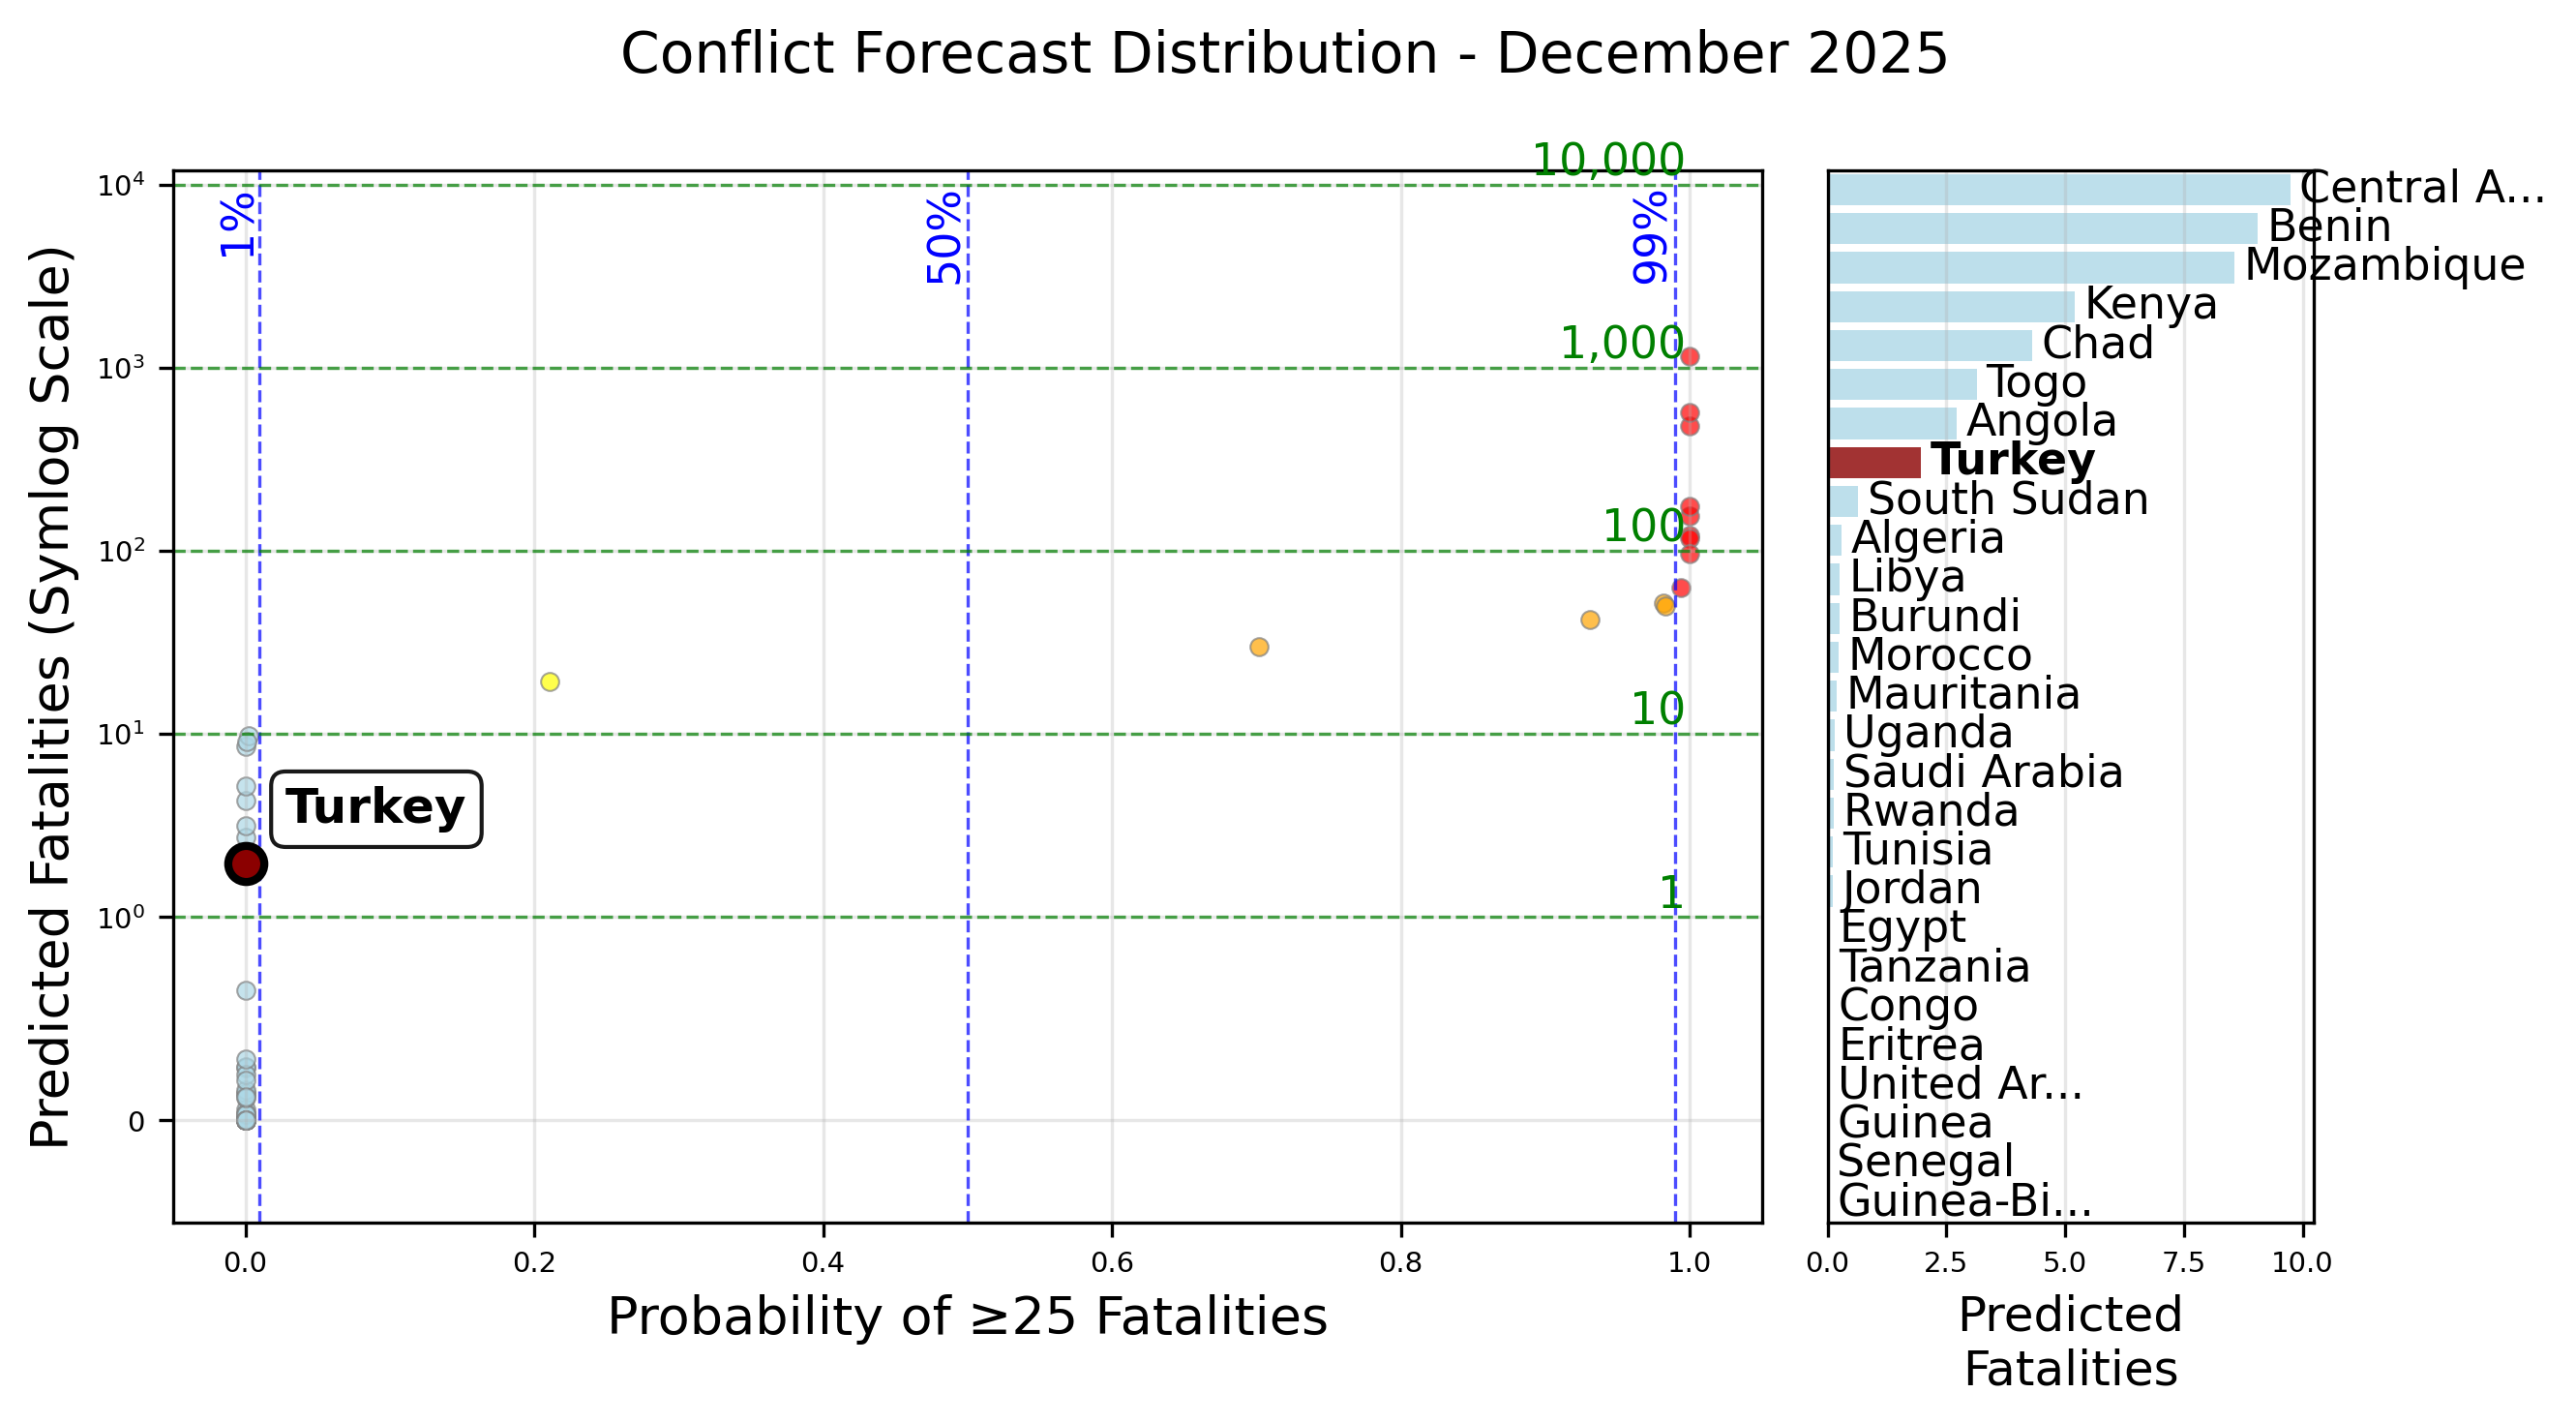 Conflict Forecast Distribution - December 2025
Predicted Fatalities (Symlog Scale)
10⁴
10³
10²
10¹
10⁰
0
1%
50%
99%
10,000
1,000
100
10
1
Turkey
0.0
0.2
0.4
0.6
0.8
1.0
Probability of ≥25 Fatalities
Central A...
Benin
Mozambique
Kenya
Chad
Togo
Angola
Turkey
South Sudan
Algeria
Libya
Burundi
Morocco
Mauritania
Uganda
Saudi Arabia
Rwanda
Tunisia
Jordan
Egypt
Tanzania
Congo
Eritrea
United Ar...
Guinea
Senegal
Guinea-Bi...
0.0
2.5
5.0
7.5
10.0
Predicted
Fatalities